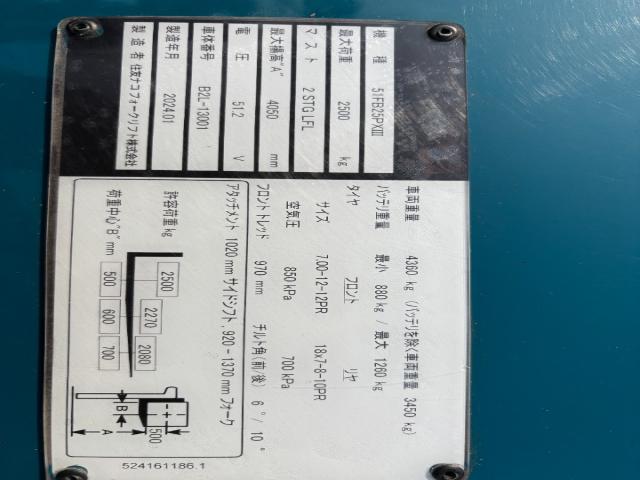 機 種 51FB25PXIII
最大荷重 2500 kg
マスト 2 STG LFL
最大揚高"A" 4050 mm
電 圧 51.2 V
車体番号 B2L-13001
製造年月 2024.01
製造者 住友ナコフォークリフト株式会社
車両重量 4360 kg (バッテリを除く車両重量 3450 kg)
バッテリ重量 最小 880 kg / 最大 1260 kg
タイヤ フロント リヤ
サイズ 7.00-12-12PR 18x7-8-10PR
空気圧 850 kPa 700 kPa
フロントトレッド 970 mm チルト角(前/後) 6 °/ 10 °
アタッチメント 1020 mm サイドシフト, 920-1370 mm フォーク
許容荷重 kg 2500 2270 2080
荷重中心"B" mm 500 600 700
B
A
500
524161186.1